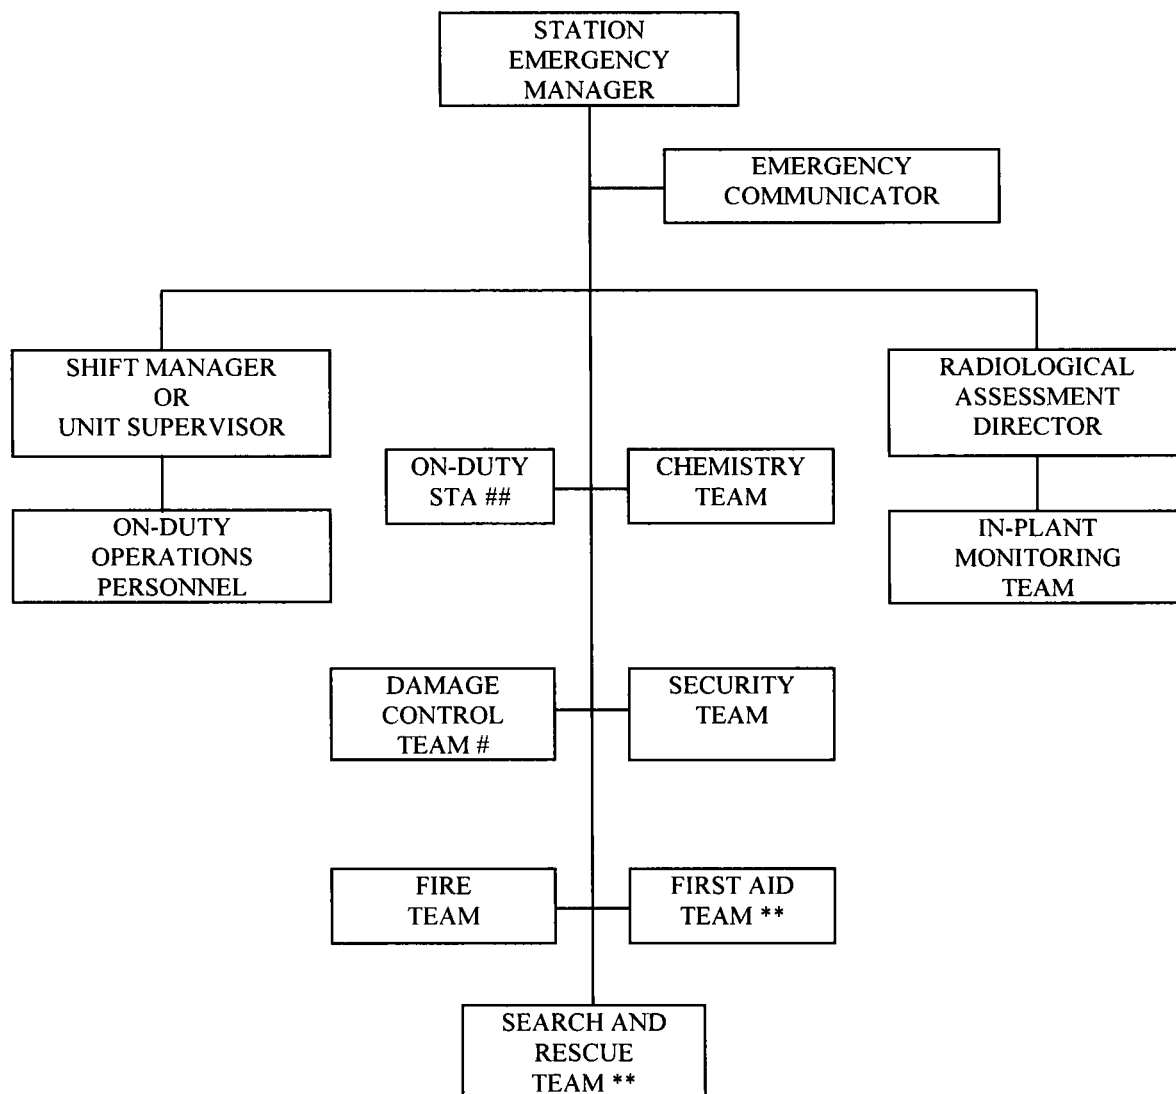 STATION
EMERGENCY
MANAGER
EMERGENCY
COMMUNICATOR
SHIFT MANAGER
OR
UNIT SUPERVISOR
RADIOLOGICAL
ASSESSMENT
DIRECTOR
ON-DUTY
STA ##
CHEMISTRY
TEAM
ON-DUTY
OPERATIONS
PERSONNEL
IN-PLANT
MONITORING
TEAM
DAMAGE
CONTROL
TEAM #
SECURITY
TEAM
FIRE
TEAM
FIRST AID
TEAM **
SEARCH AND
RESCUE
TEAM **